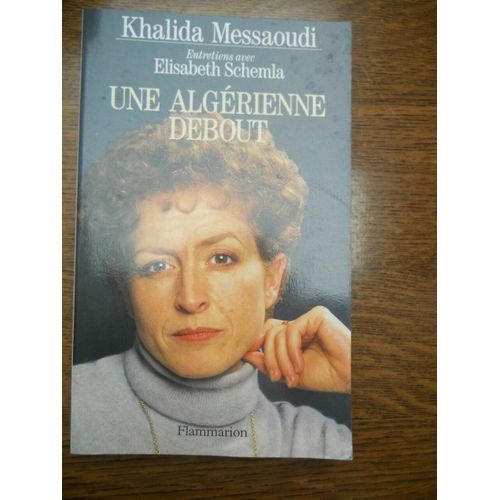 Khalida Messaoudi
Entretiens avec
Elisabeth Schemla
UNE ALGÉRIENNE
DEBOUT
Flammarion